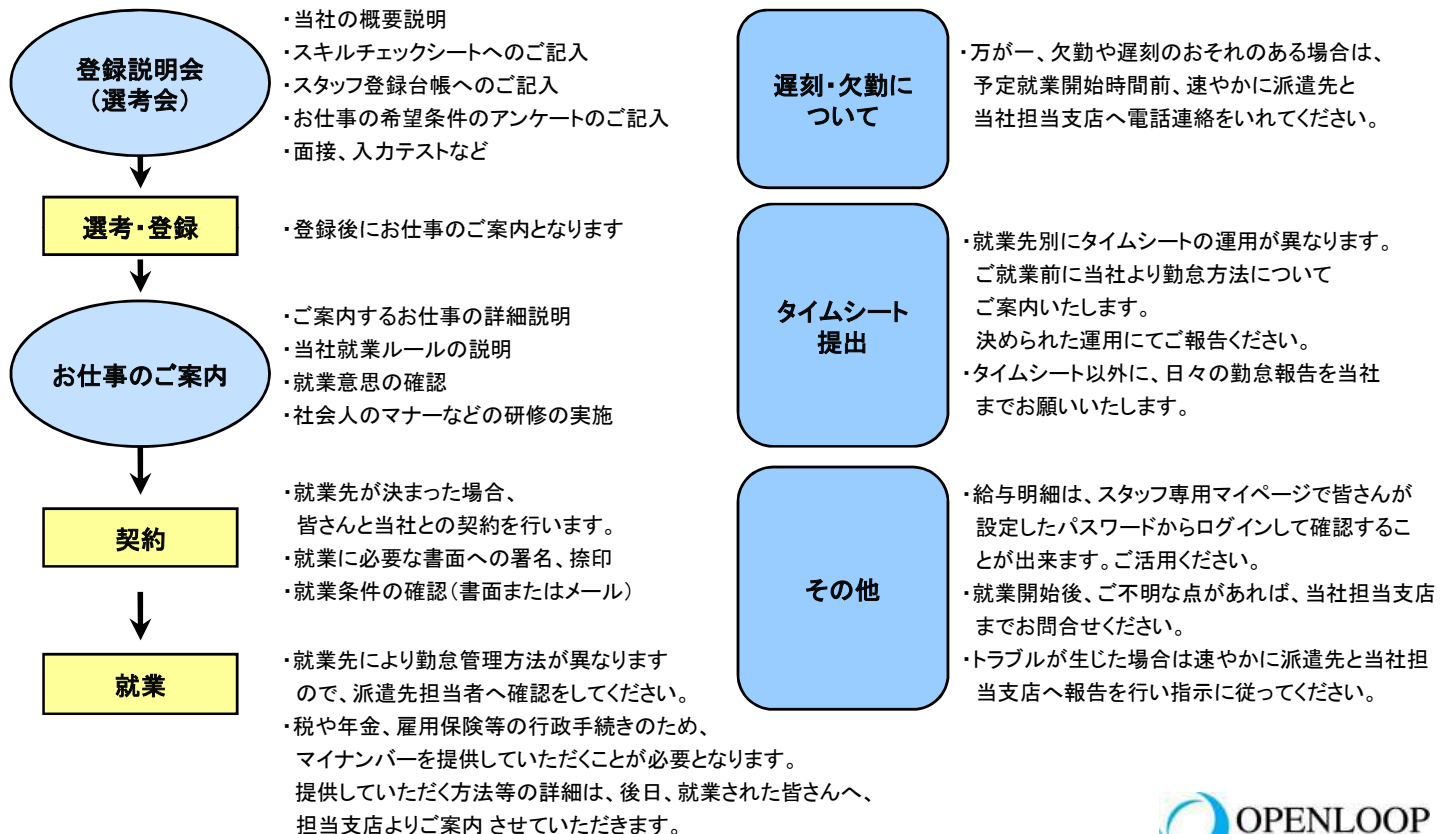 登録説明会
(選考会)
・当社の概要説明
・スキルチェックシートへのご記入
・スタッフ登録台帳へのご記入
・お仕事の希望条件のアンケートのご記入
・面接、入力テストなど
選考・登録
・登録後にお仕事のご案内となります
お仕事のご案内
・ご案内するお仕事の詳細説明
・当社就業ルールの説明
・就業意思の確認
・社会人のマナーなどの研修の実施
契約
・就業先が決まった場合、
皆さんと当社との契約を行います。
・就業に必要な書面への署名、捺印
・就業条件の確認(書面またはメール)
就業
・就業先により勤怠管理方法が異なります
ので、派遣先担当者へ確認をしてください。
・税や年金、雇用保険等の行政手続きのため、
マイナンバーを提供していただくことが必要となります。
提供していただく方法等の詳細は、後日、就業された皆さんへ、
担当支店よりご案内 させていただきます。
遅刻・欠勤に
ついて
・万が一、欠勤や遅刻のおそれのある場合は、
予定就業開始時間前、速やかに派遣先と
当社担当支店へ電話連絡をいれてください。
タイムシート
提出
・就業先別にタイムシートの運用が異なります。
ご就業前に当社より勤怠方法について
ご案内いたします。
決められた運用にてご報告ください。
・タイムシート以外に、日々の勤怠報告を当社
までお願いいたします。
その他
・給与明細は、スタッフ専用マイページで皆さんが
設定したパスワードからログインして確認するこ
とが出来ます。ご活用ください。
・就業開始後、ご不明な点があれば、当社担当支店
までお問合せください。
・トラブルが生じた場合は速やかに派遣先と当社担
当支店へ報告を行い指示に従ってください。
OPENLOOP